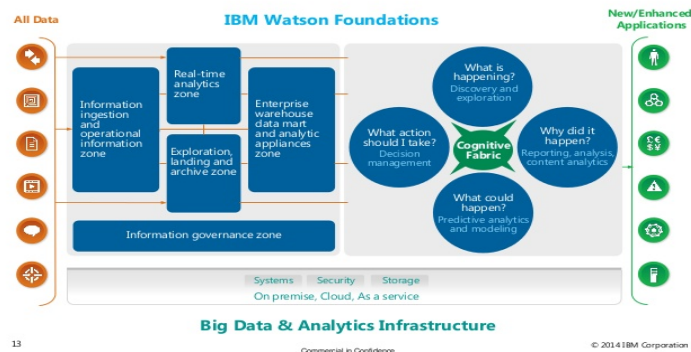 All Data
IBM Watson Foundations
New/Enhanced
Applications
Information
ingestion
and
operational
information
zone
Real-time
analytics
zone
Exploration,
landing and
archive zone
Enterprise
warehouse
data mart
and analytic
appliances
zone
Information governance zone
What is
happening?
Discovery and
exploration
What action
should I take?
Decision
management
Cognitive
Fabric
Why did it
happen?
Reporting, analysis,
content analytics
What could
happen?
Predictive analytics
and modeling
£ €
$ ¥
Systems
Security
Storage
On premise, Cloud, As a service
Big Data & Analytics Infrastructure
13
Commercial in Confidence
© 2014 IBM Corporation